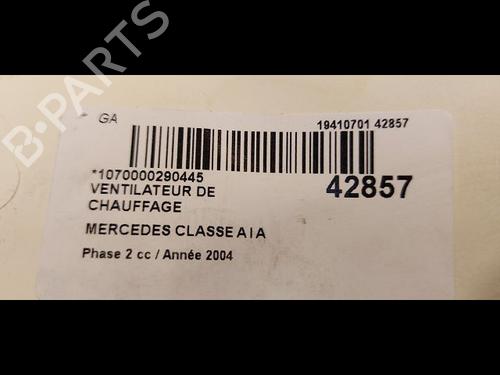 B-PARTS
GA
19410701 42857
*1070000290445
42857
VENTILATEUR DE
CHAUFFAGE
MERCEDES CLASSE A I A
Phase 2 cc / Année 2004